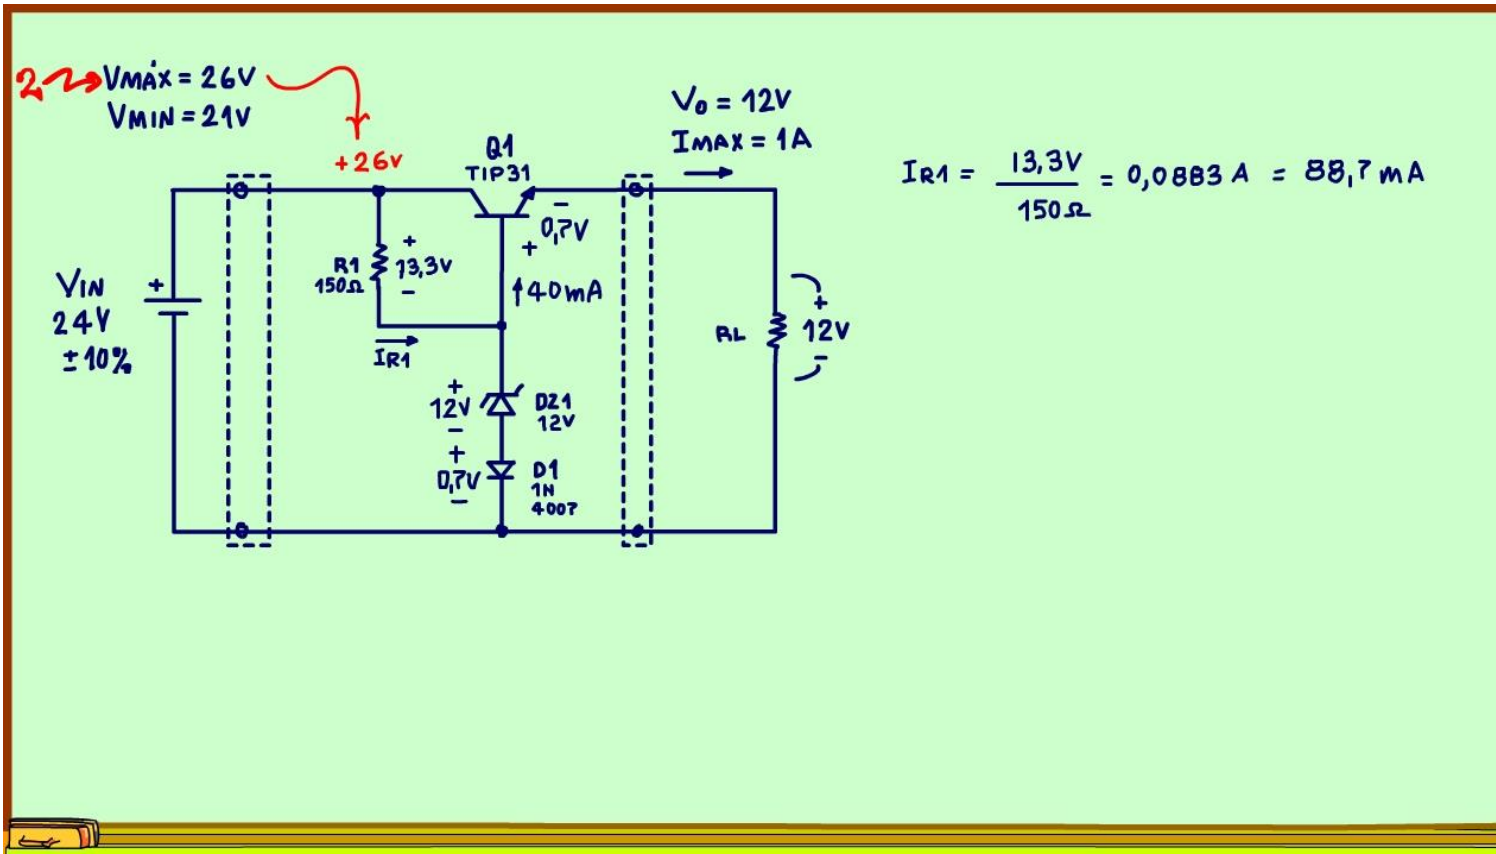 2 VMÁX = 26V
VMIN = 21V
+26V
Q1
TIP31
Vo = 12V
IMAX = 1A
IR1 = 13,3V / 150Ω = 0,0883 A = 88,7 mA
VIN
24V
±10%
+
R1
150Ω
+
13,3V
−
IR1
−
0,7V
+
40mA
+
12V
−
DZ1
12V
+
0,7V
−
D1
1N
4007
RL
+
12V
−